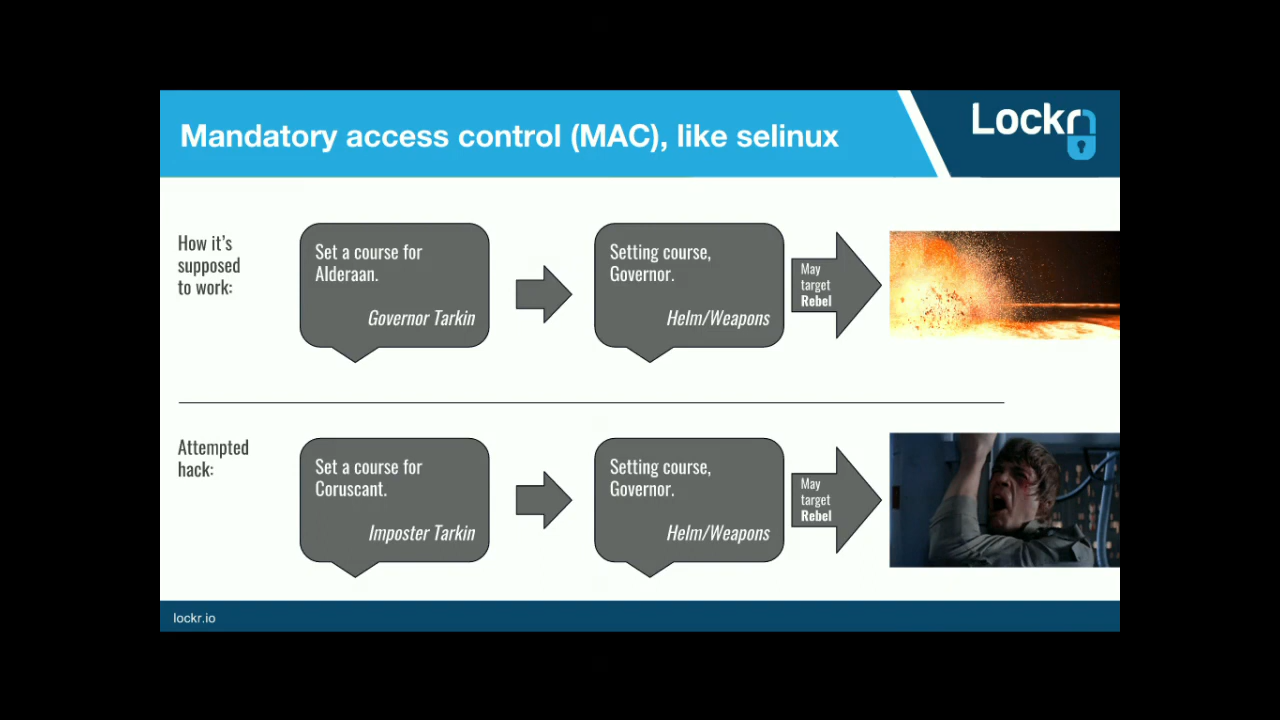 Mandatory access control (MAC), like selinux
Lockr
How it's
supposed
to work:
Set a course for
Alderaan.
Governor Tarkin
Setting course,
Governor.
Helm/Weapons
May
target
Rebel
Attempted
hack:
Set a course for
Coruscant.
Imposter Tarkin
Setting course,
Governor.
Helm/Weapons
May
target
Rebel
lockr.io